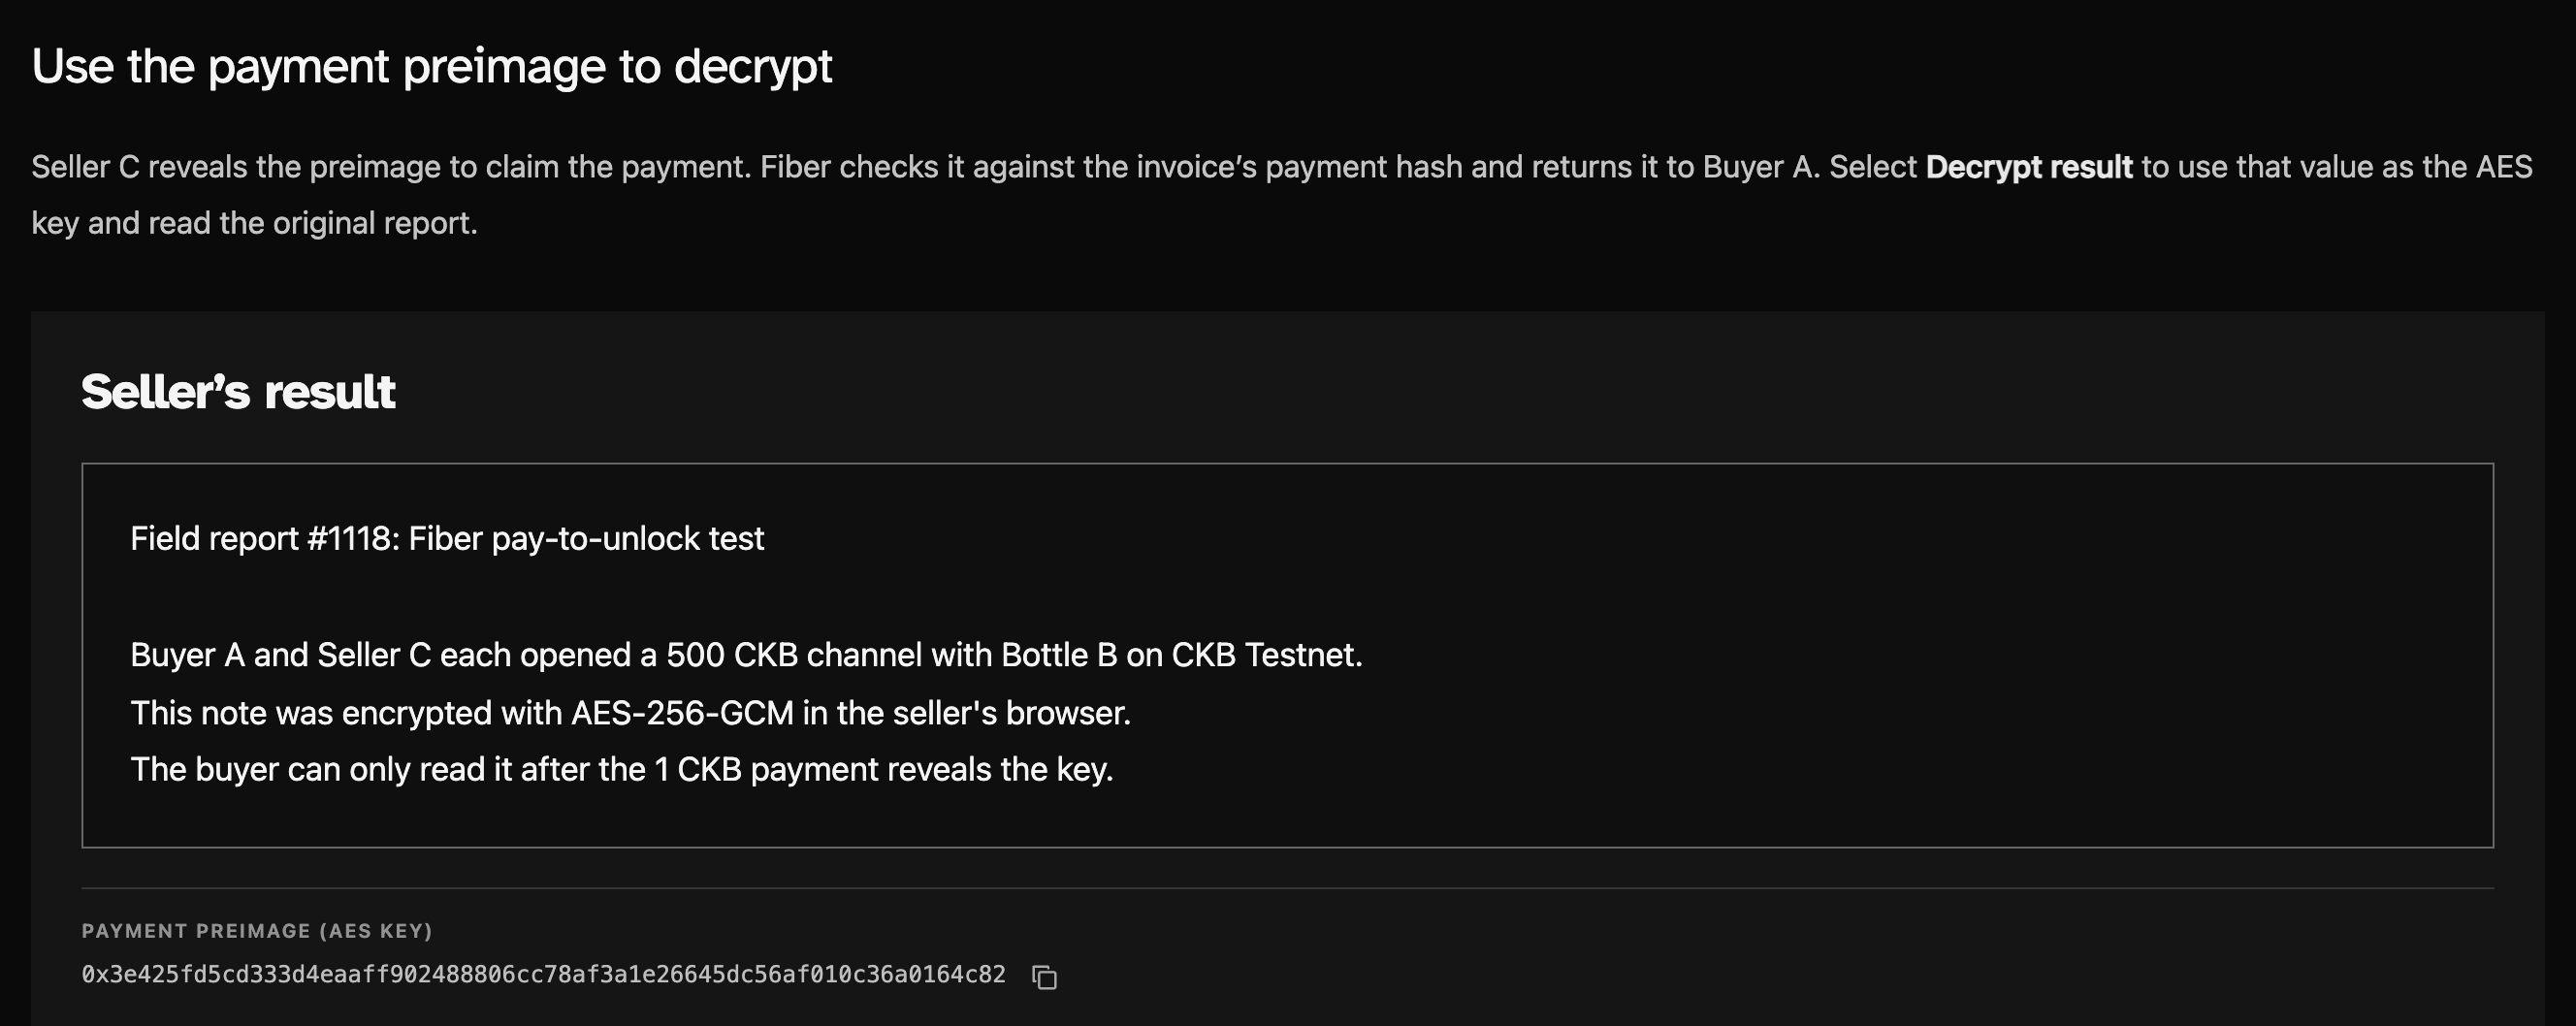 Use the payment preimage to decrypt
Seller C reveals the preimage to claim the payment. Fiber checks it against the invoice’s payment hash and returns it to Buyer A. Select Decrypt result to use that value as the AES
key and read the original report.
Seller’s result
Field report #1118: Fiber pay-to-unlock test
Buyer A and Seller C each opened a 500 CKB channel with Bottle B on CKB Testnet.
This note was encrypted with AES-256-GCM in the seller's browser.
The buyer can only read it after the 1 CKB payment reveals the key.
PAYMENT PREIMAGE (AES KEY)
0x3e425fd5cd333d4eaaff902488806cc78af3a1e26645dc56af010c36a0164c82